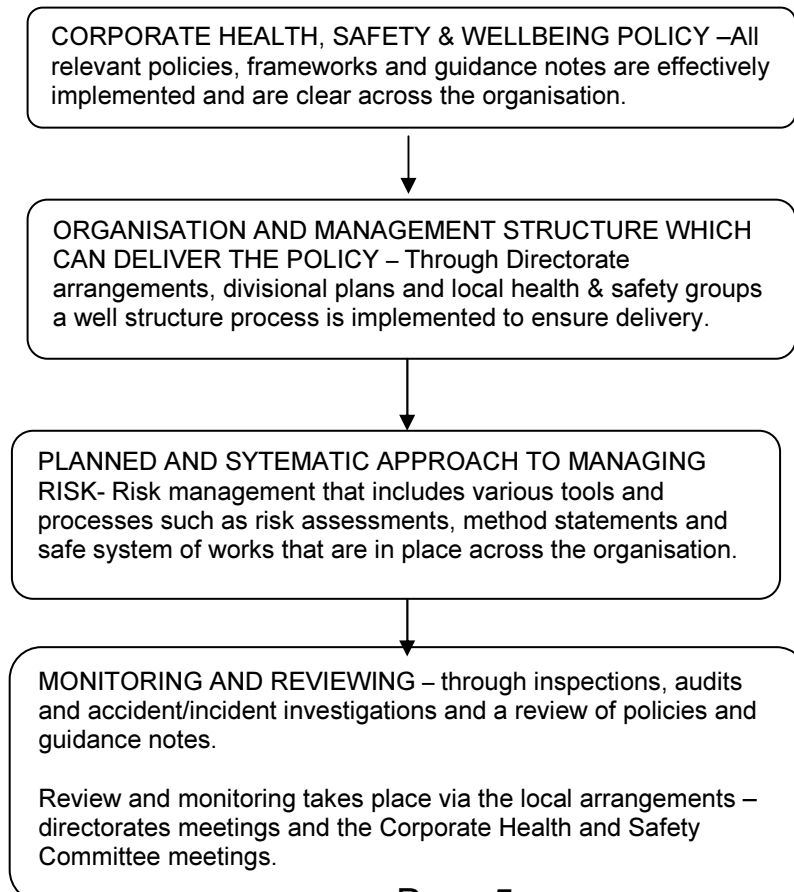 CORPORATE HEALTH, SAFETY & WELLBEING POLICY –All
relevant policies, frameworks and guidance notes are effectively
implemented and are clear across the organisation.
ORGANISATION AND MANAGEMENT STRUCTURE WHICH
CAN DELIVER THE POLICY – Through Directorate
arrangements, divisional plans and local health & safety groups
a well structure process is implemented to ensure delivery.
PLANNED AND SYTEMATIC APPROACH TO MANAGING
RISK- Risk management that includes various tools and
processes such as risk assessments, method statements and
safe system of works that are in place across the organisation.
MONITORING AND REVIEWING – through inspections, audits
and accident/incident investigations and a review of policies and
guidance notes.
Review and monitoring takes place via the local arrangements –
directorates meetings and the Corporate Health and Safety
Committee meetings.